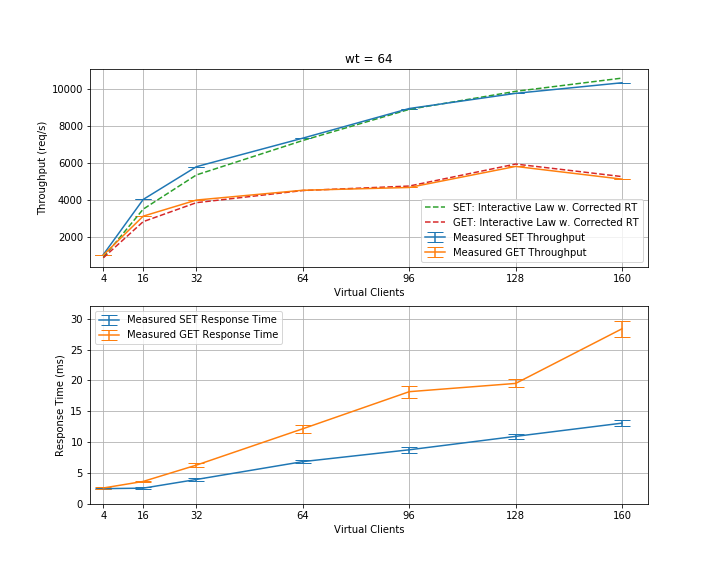 wt = 64
10000
8000
6000
4000
2000
Throughput (req/s)
SET: Interactive Law w. Corrected RT
GET: Interactive Law w. Corrected RT
Measured SET Throughput
Measured GET Throughput
4 16 32 64 96 128 160
Virtual Clients
Measured SET Response Time
Measured GET Response Time
30
25
20
15
10
5
0
Response Time (ms)
4 16 32 64 96 128 160
Virtual Clients